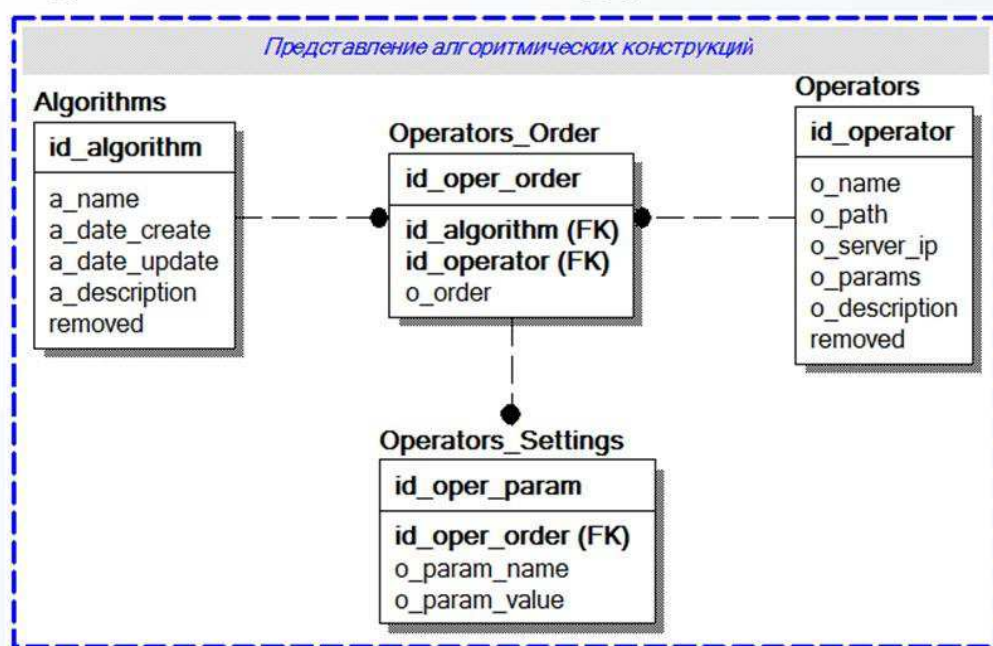 Представление алгоритмических конструкций
Algorithms
id_algorithm
a_name
a_date_create
a_date_update
a_description
removed
Operators_Order
id_oper_order
id_algorithm (FK)
id_operator (FK)
o_order
Operators
id_operator
o_name
o_path
o_server_ip
o_params
o_description
removed
Operators_Settings
id_oper_param
id_oper_order (FK)
o_param_name
o_param_value